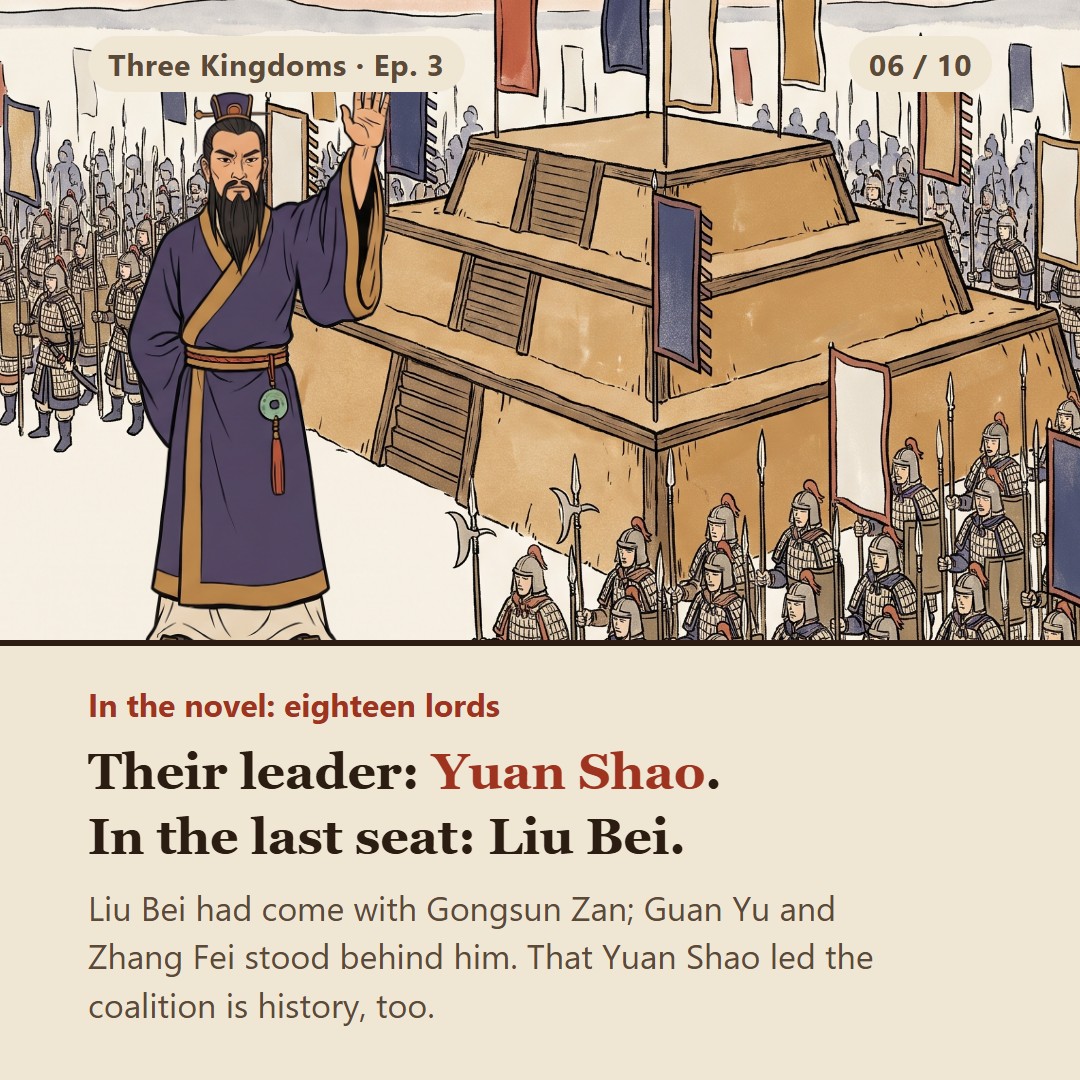 Three Kingdoms · Ep. 3
06 / 10
In the novel: eighteen lords
Their leader: Yuan Shao.
In the last seat: Liu Bei.
Liu Bei had come with Gongsun Zan; Guan Yu and
Zhang Fei stood behind him. That Yuan Shao led the
coalition is history, too.